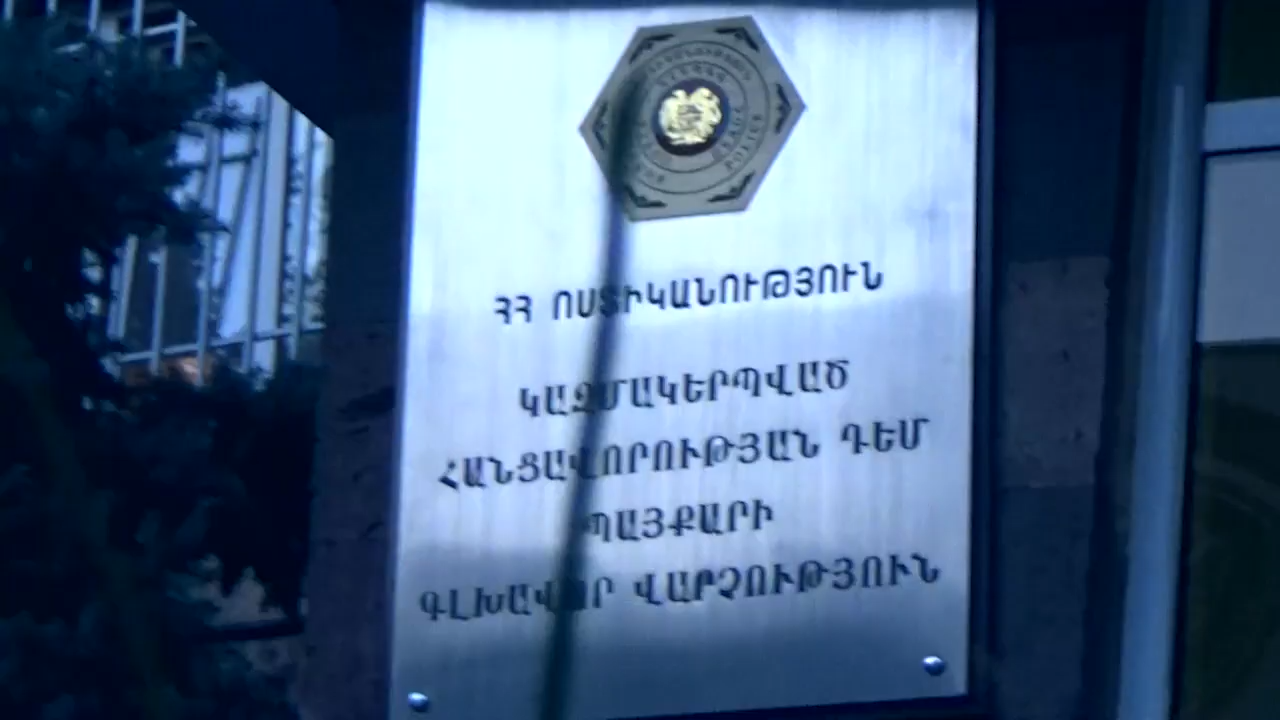 ՀՀ ՈՍՏԻԿԱՆՈՒԹՅՈՒՆ
ԿԱԶՄԱԿԵՐՊՎԱԾ
ՀԱՆՑԱՎՈՐՈՒԹՅԱՆ ԴԵՄ
ՊԱՅՔԱՐԻ
ԳԼԽԱՎՈՐ ՎԱՐՉՈՒԹՅՈՒՆ